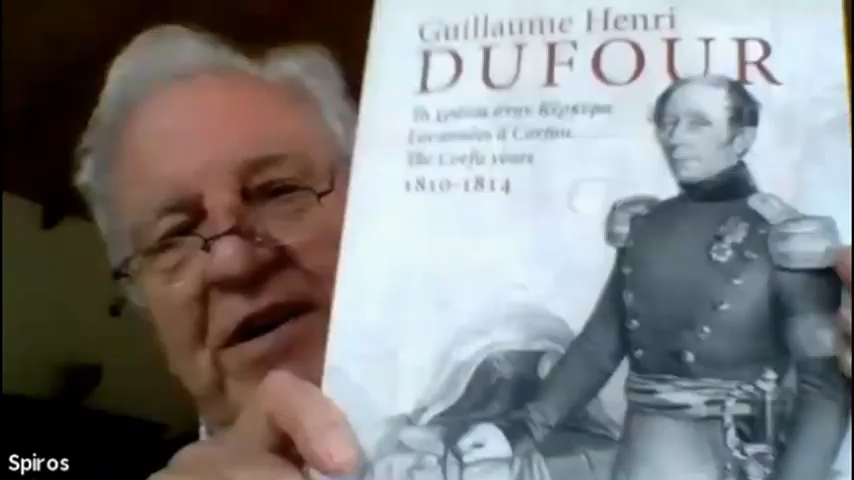 Guillaume Henri
DUFOUR
Τα χρόνια στην Κέρκυρα
Les années à Corfou
The Corfu years
1810-1814
Spiros